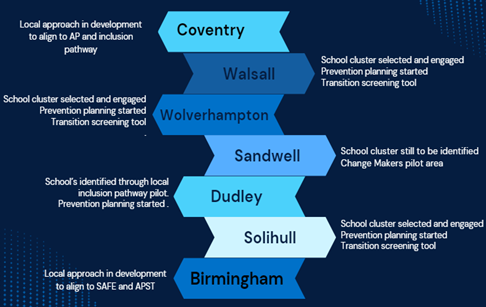 Local approach in development
to align to AP and inclusion
pathway
Coventry
Walsall
School cluster selected and engaged
Prevention planning started
Transition screening tool
School cluster selected and engaged
Prevention planning started
Transition screening tool
.
Wolverhampton
Sandwell
School cluster still to be identified
Change Makers pilot area
School's identified through local
inclusion pathway pilot.
Prevention planning started .
Dudley
Solihull
School cluster selected and engaged
Prevention planning started
Transition screening tool
Local approach in development
to align to SAFE and APST
Birmingham